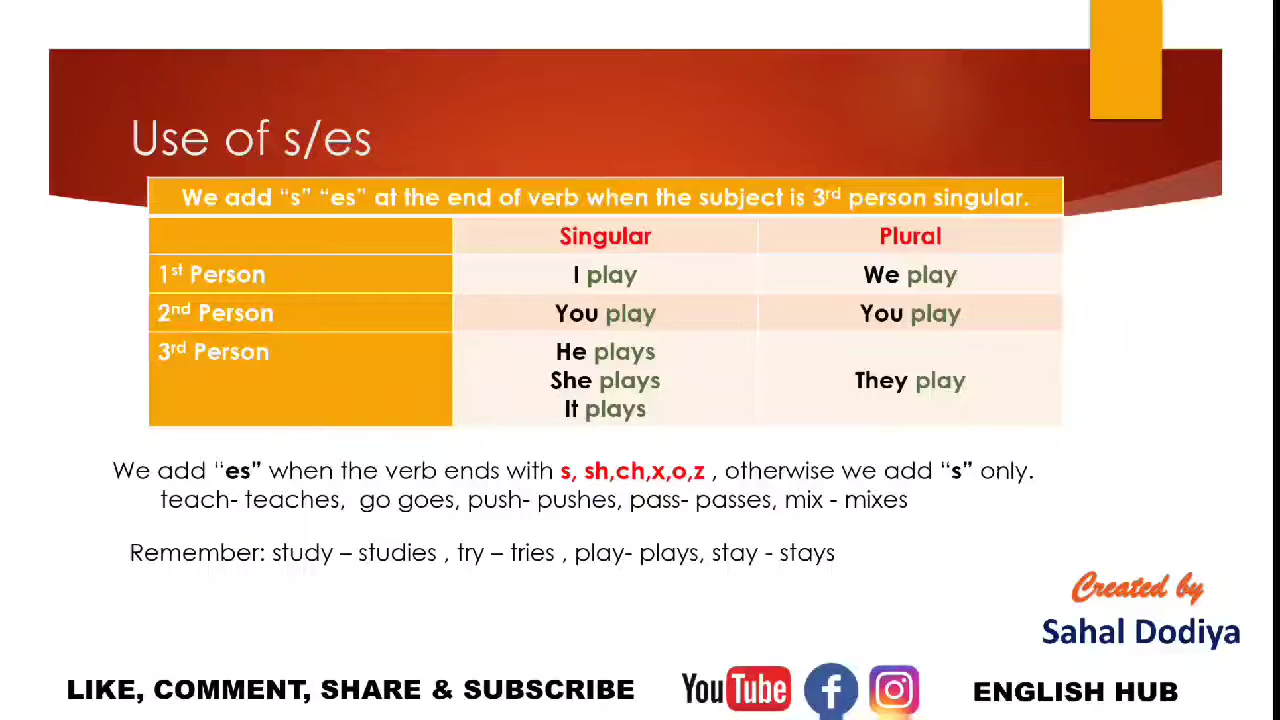 Use of s/es
We add “s” “es” at the end of verb when the subject is 3rd person singular.
Singular Plural
1st Person I play We play
2nd Person You play You play
3rd Person He plays
She plays They play
It plays
We add “es” when the verb ends with s, sh,ch,x,o,z , otherwise we add “s” only.
teach- teaches, go goes, push- pushes, pass- passes, mix - mixes
Remember: study – studies , try – tries , play- plays, stay - stays
Created by
Sahal Dodiya
LIKE, COMMENT, SHARE & SUBSCRIBE YouTube f ENGLISH HUB